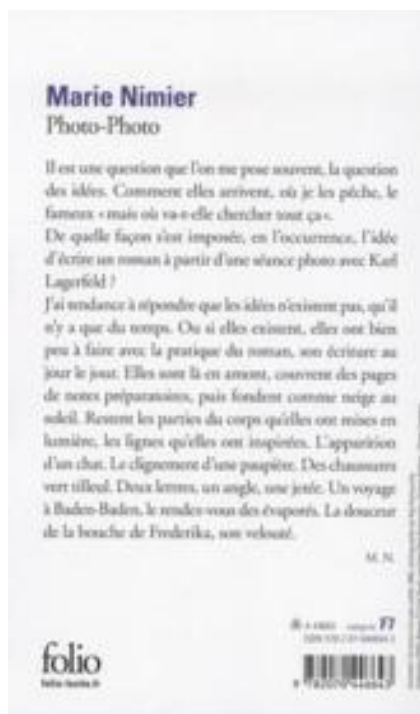 Marie Nimier
Photo-Photo
Il est une question que l'on me pose souvent, la question
des idées. Comment elles arrivent, où je les pêche, le
fameux « mais où va-t-elle chercher tout ça ».
De quelle façon s'est imposée, en l'occurrence, l'idée
d'écrire un roman à partir d'une séance photo avec Karl
Lagerfeld ?
J'ai tendance à répondre que les idées n'existent pas, qu'il
n'y a que du temps. Ou si elles existent, elles ont bien
peu à faire avec la pratique du roman, son écriture au
jour le jour. Elles sont là en amont, couvrent des pages
de notes préparatoires, puis fondent comme neige au
soleil. Restent les parties du corps qu'elles ont mises en
lumière, les lignes qu'elles ont inspirées. L'apparition
d'un chat. Le clignement d'une paupière. Des chaussures
vert tilleul. Deux lettres, un angle, une jetée. Un voyage
à Baden-Baden, le rendez-vous des évaporés. La douceur
de la bouche de Frederika, son velouté.
M. N.
F7
folio
folio-lesite.fr